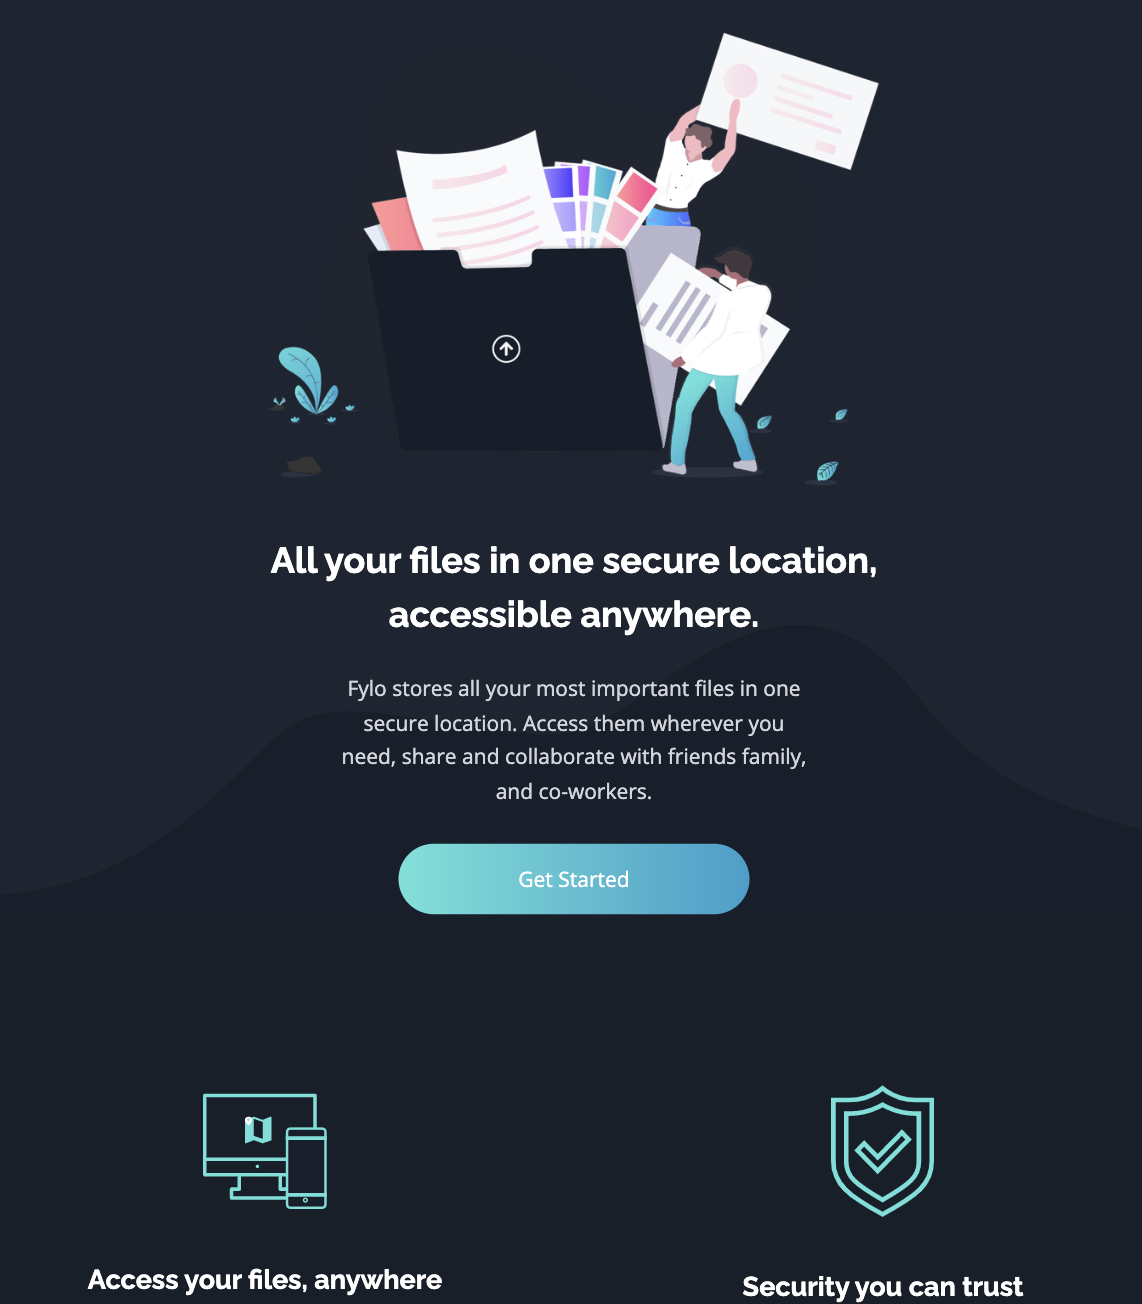 All your files in one secure location,
accessible anywhere.
Fylo stores all your most important files in one
secure location. Access them wherever you
need, share and collaborate with friends family,
and co-workers.
Get Started
Access your files, anywhere
Security you can trust